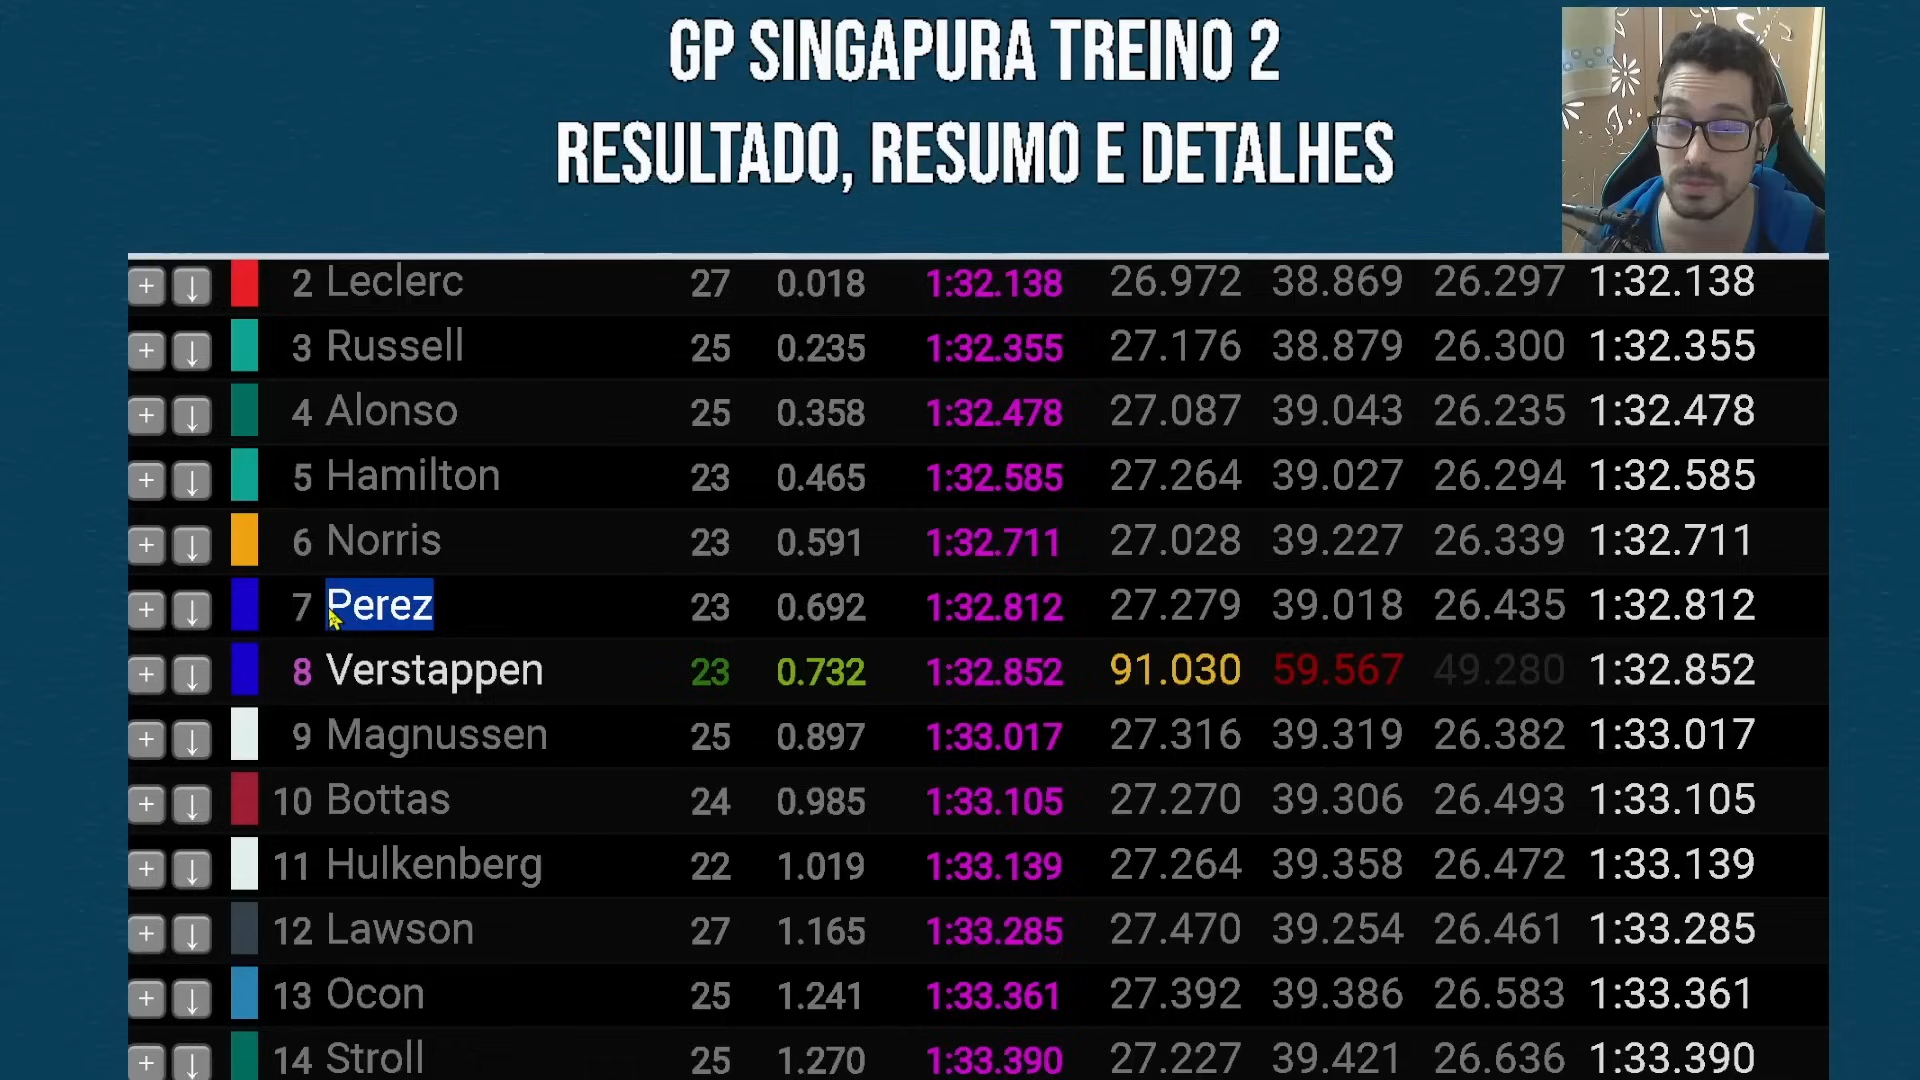 GP SINGAPURA TREINO 2
RESULTADO, RESUMO E DETALHES
+ ↓ 2 Leclerc 27 0.018 1:32.138 26.972 38.869 26.297 1:32.138
+ ↓ 3 Russell 25 0.235 1:32.355 27.176 38.879 26.300 1:32.355
+ ↓ 4 Alonso 25 0.358 1:32.478 27.087 39.043 26.235 1:32.478
+ ↓ 5 Hamilton 23 0.465 1:32.585 27.264 39.027 26.294 1:32.585
+ ↓ 6 Norris 23 0.591 1:32.711 27.028 39.227 26.339 1:32.711
+ ↓ 7 Perez 23 0.692 1:32.812 27.279 39.018 26.435 1:32.812
+ ↓ 8 Verstappen 23 0.732 1:32.852 91.030 59.567 49.280 1:32.852
+ ↓ 9 Magnussen 25 0.897 1:33.017 27.316 39.319 26.382 1:33.017
+ ↓ 10 Bottas 24 0.985 1:33.105 27.270 39.306 26.493 1:33.105
+ ↓ 11 Hulkenberg 22 1.019 1:33.139 27.264 39.358 26.472 1:33.139
+ ↓ 12 Lawson 27 1.165 1:33.285 27.470 39.254 26.461 1:33.285
+ ↓ 13 Ocon 25 1.241 1:33.361 27.392 39.386 26.583 1:33.361
+ ↓ 14 Stroll 25 1.270 1:33.390 27.227 39.421 26.636 1:33.390